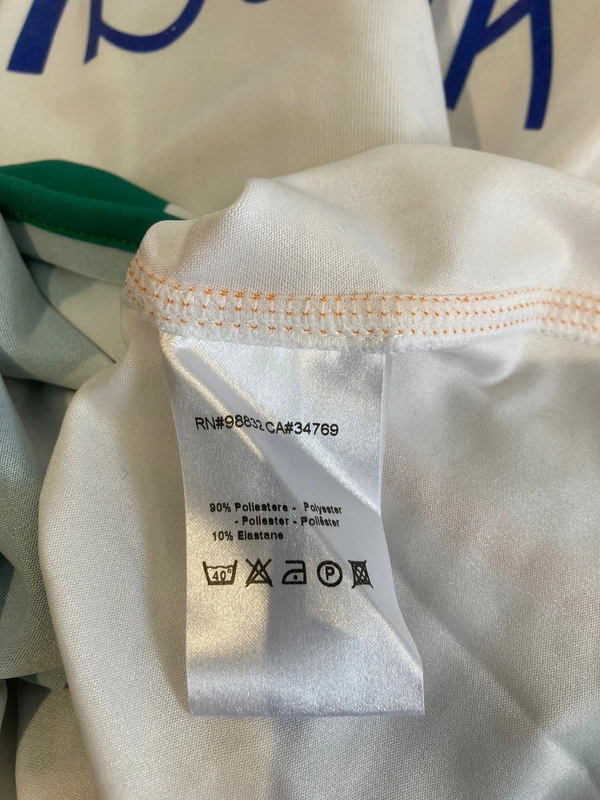 RN#98832 CA#34769
90% Poliestere - Polyester
- Poliester - Poliéster
10% Elastane
40°
P